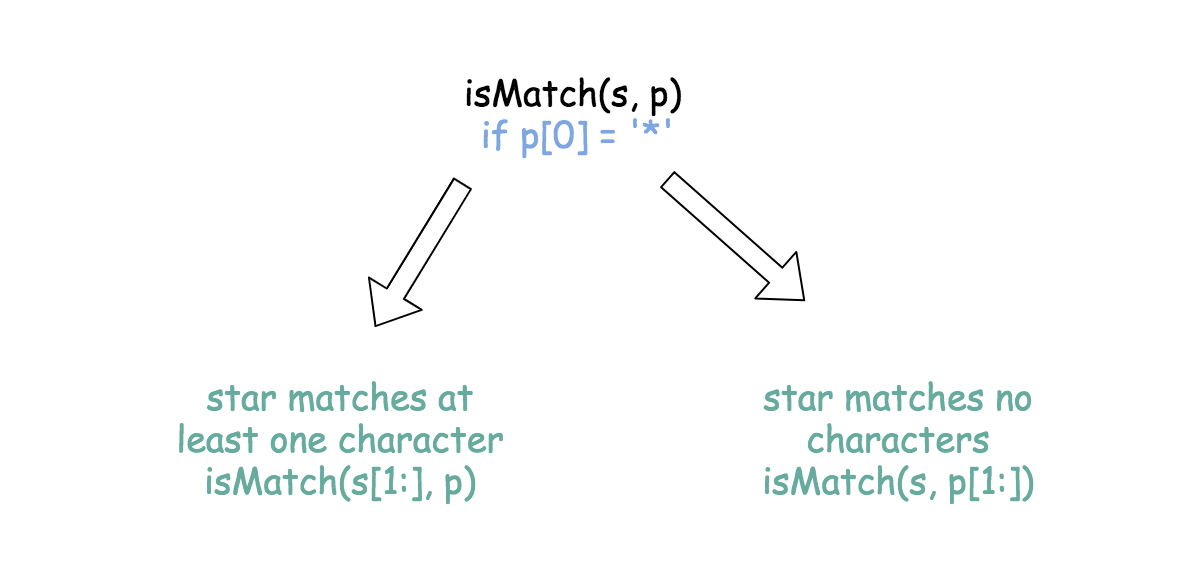 isMatch(s, p)
if p[0] = '*'
star matches at
least one character
isMatch(s[1:], p)
star matches no
characters
isMatch(s, p[1:])